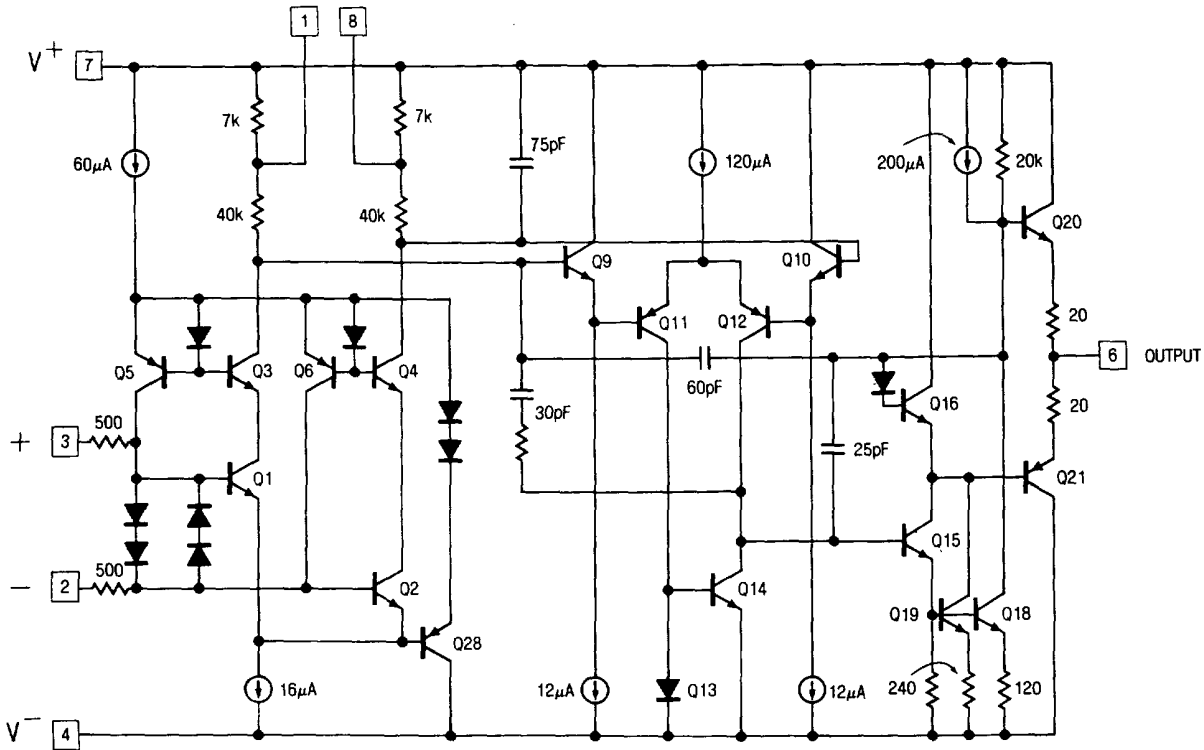 1
8
V+
7
7k
7k
75pF
60μA
120μA
200μA
20k
40k
40k
Q20
Q9
Q10
20
Q11
Q12
6
OUTPUT
Q5
Q3
Q6
Q4
60pF
20
30pF
Q16
+
3
500
25pF
Q1
Q21
Q15
-
2
500
Q2
Q14
Q19
Q18
Q28
16μA
12μA
Q13
12μA
240
120
V-
4